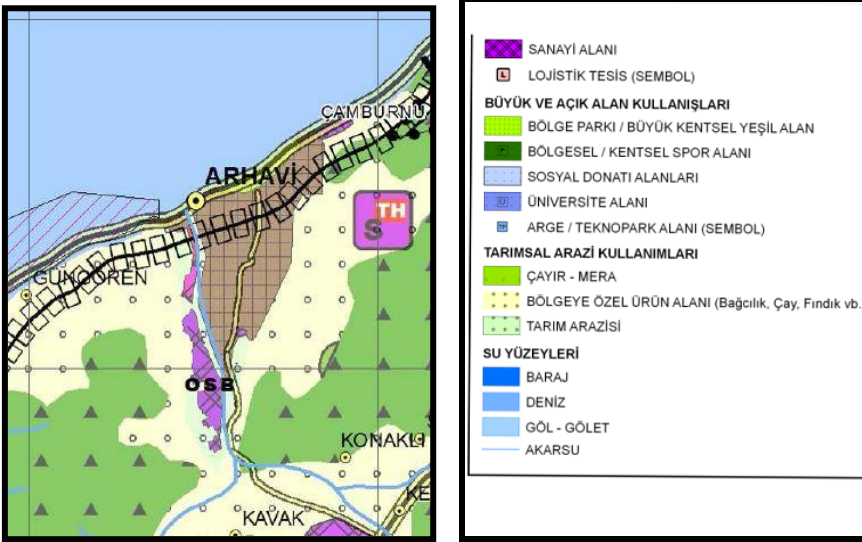 ÇAMBURNU
ARHAVİ
TH
S
GÜNGÖREN
OSB
KONAKLI
KE
KAVAK
SANAYİ ALANI
L LOJİSTİK TESİS (SEMBOL)
BÜYÜK VE AÇIK ALAN KULLANIŞLARI
BÖLGE PARKI / BÜYÜK KENTSEL YEŞİL ALAN
BÖLGESEL / KENTSEL SPOR ALANI
SOSYAL DONATI ALANLARI
Ü ÜNİVERSİTE ALANI
TH ARGE / TEKNOPARK ALANI (SEMBOL)
TARIMSAL ARAZİ KULLANIMLARI
ÇAYIR - MERA
BÖLGEYE ÖZEL ÜRÜN ALANI (Bağcılık, Çay, Fındık vb.
TARIM ARAZİSİ
SU YÜZEYLERİ
BARAJ
DENİZ
GÖL - GÖLET
AKARSU